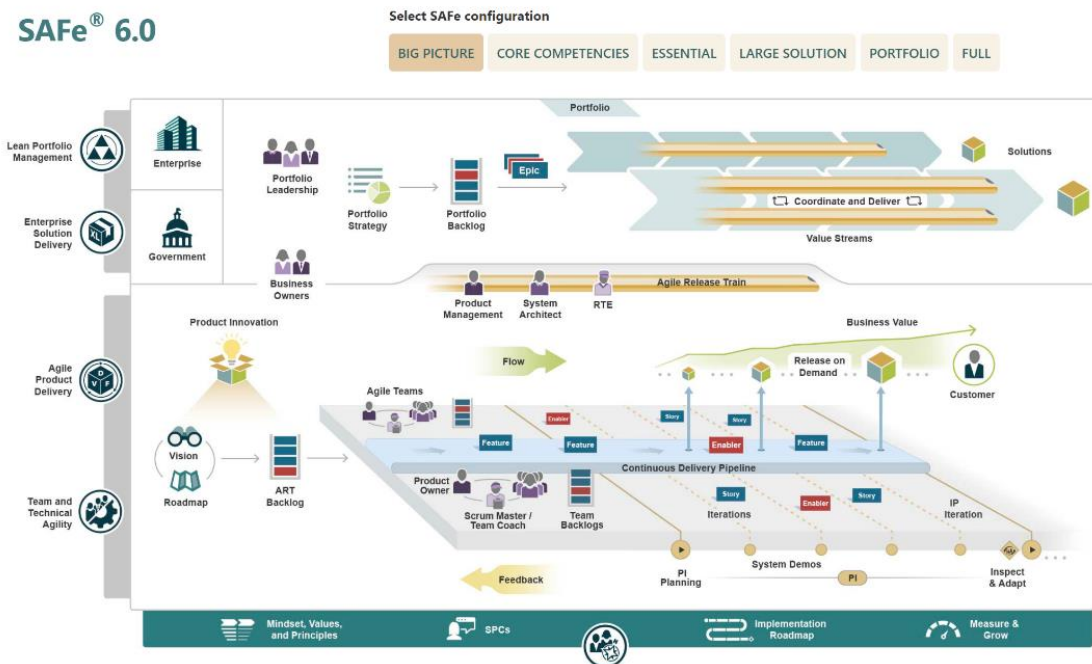 SAFe® 6.0
Select SAFe configuration
BIG PICTURE
CORE COMPETENCIES
ESSENTIAL
LARGE SOLUTION
PORTFOLIO
FULL
Lean Portfolio
Management
Enterprise
Solution
Delivery
XL
Enterprise
Government
Portfolio
Leadership
Portfolio
Strategy
Portfolio
Backlog
Epic
Portfolio
Solutions
Coordinate and Deliver
Value Streams
Business
Owners
Agile Release Train
Product
Management
System
Architect
RTE
Agile
Product
Delivery
D
V
F
Team and
Technical
Agility
Product Innovation
Vision
Roadmap
ART
Backlog
Flow
Business Value
Release on
Demand
Customer
Agile Teams
Enabler
Story
Story
Feature
Feature
Enabler
Feature
Continuous Delivery Pipeline
Product
Owner
Scrum Master /
Team Coach
Team
Backlogs
Feature
Story
Iterations
Enabler
Story
IP
Iteration
PI
Planning
System Demos
PI
Inspect
& Adapt
Feedback
Mindset, Values,
and Principles
SPCs
Implementation
Roadmap
Measure &
Grow